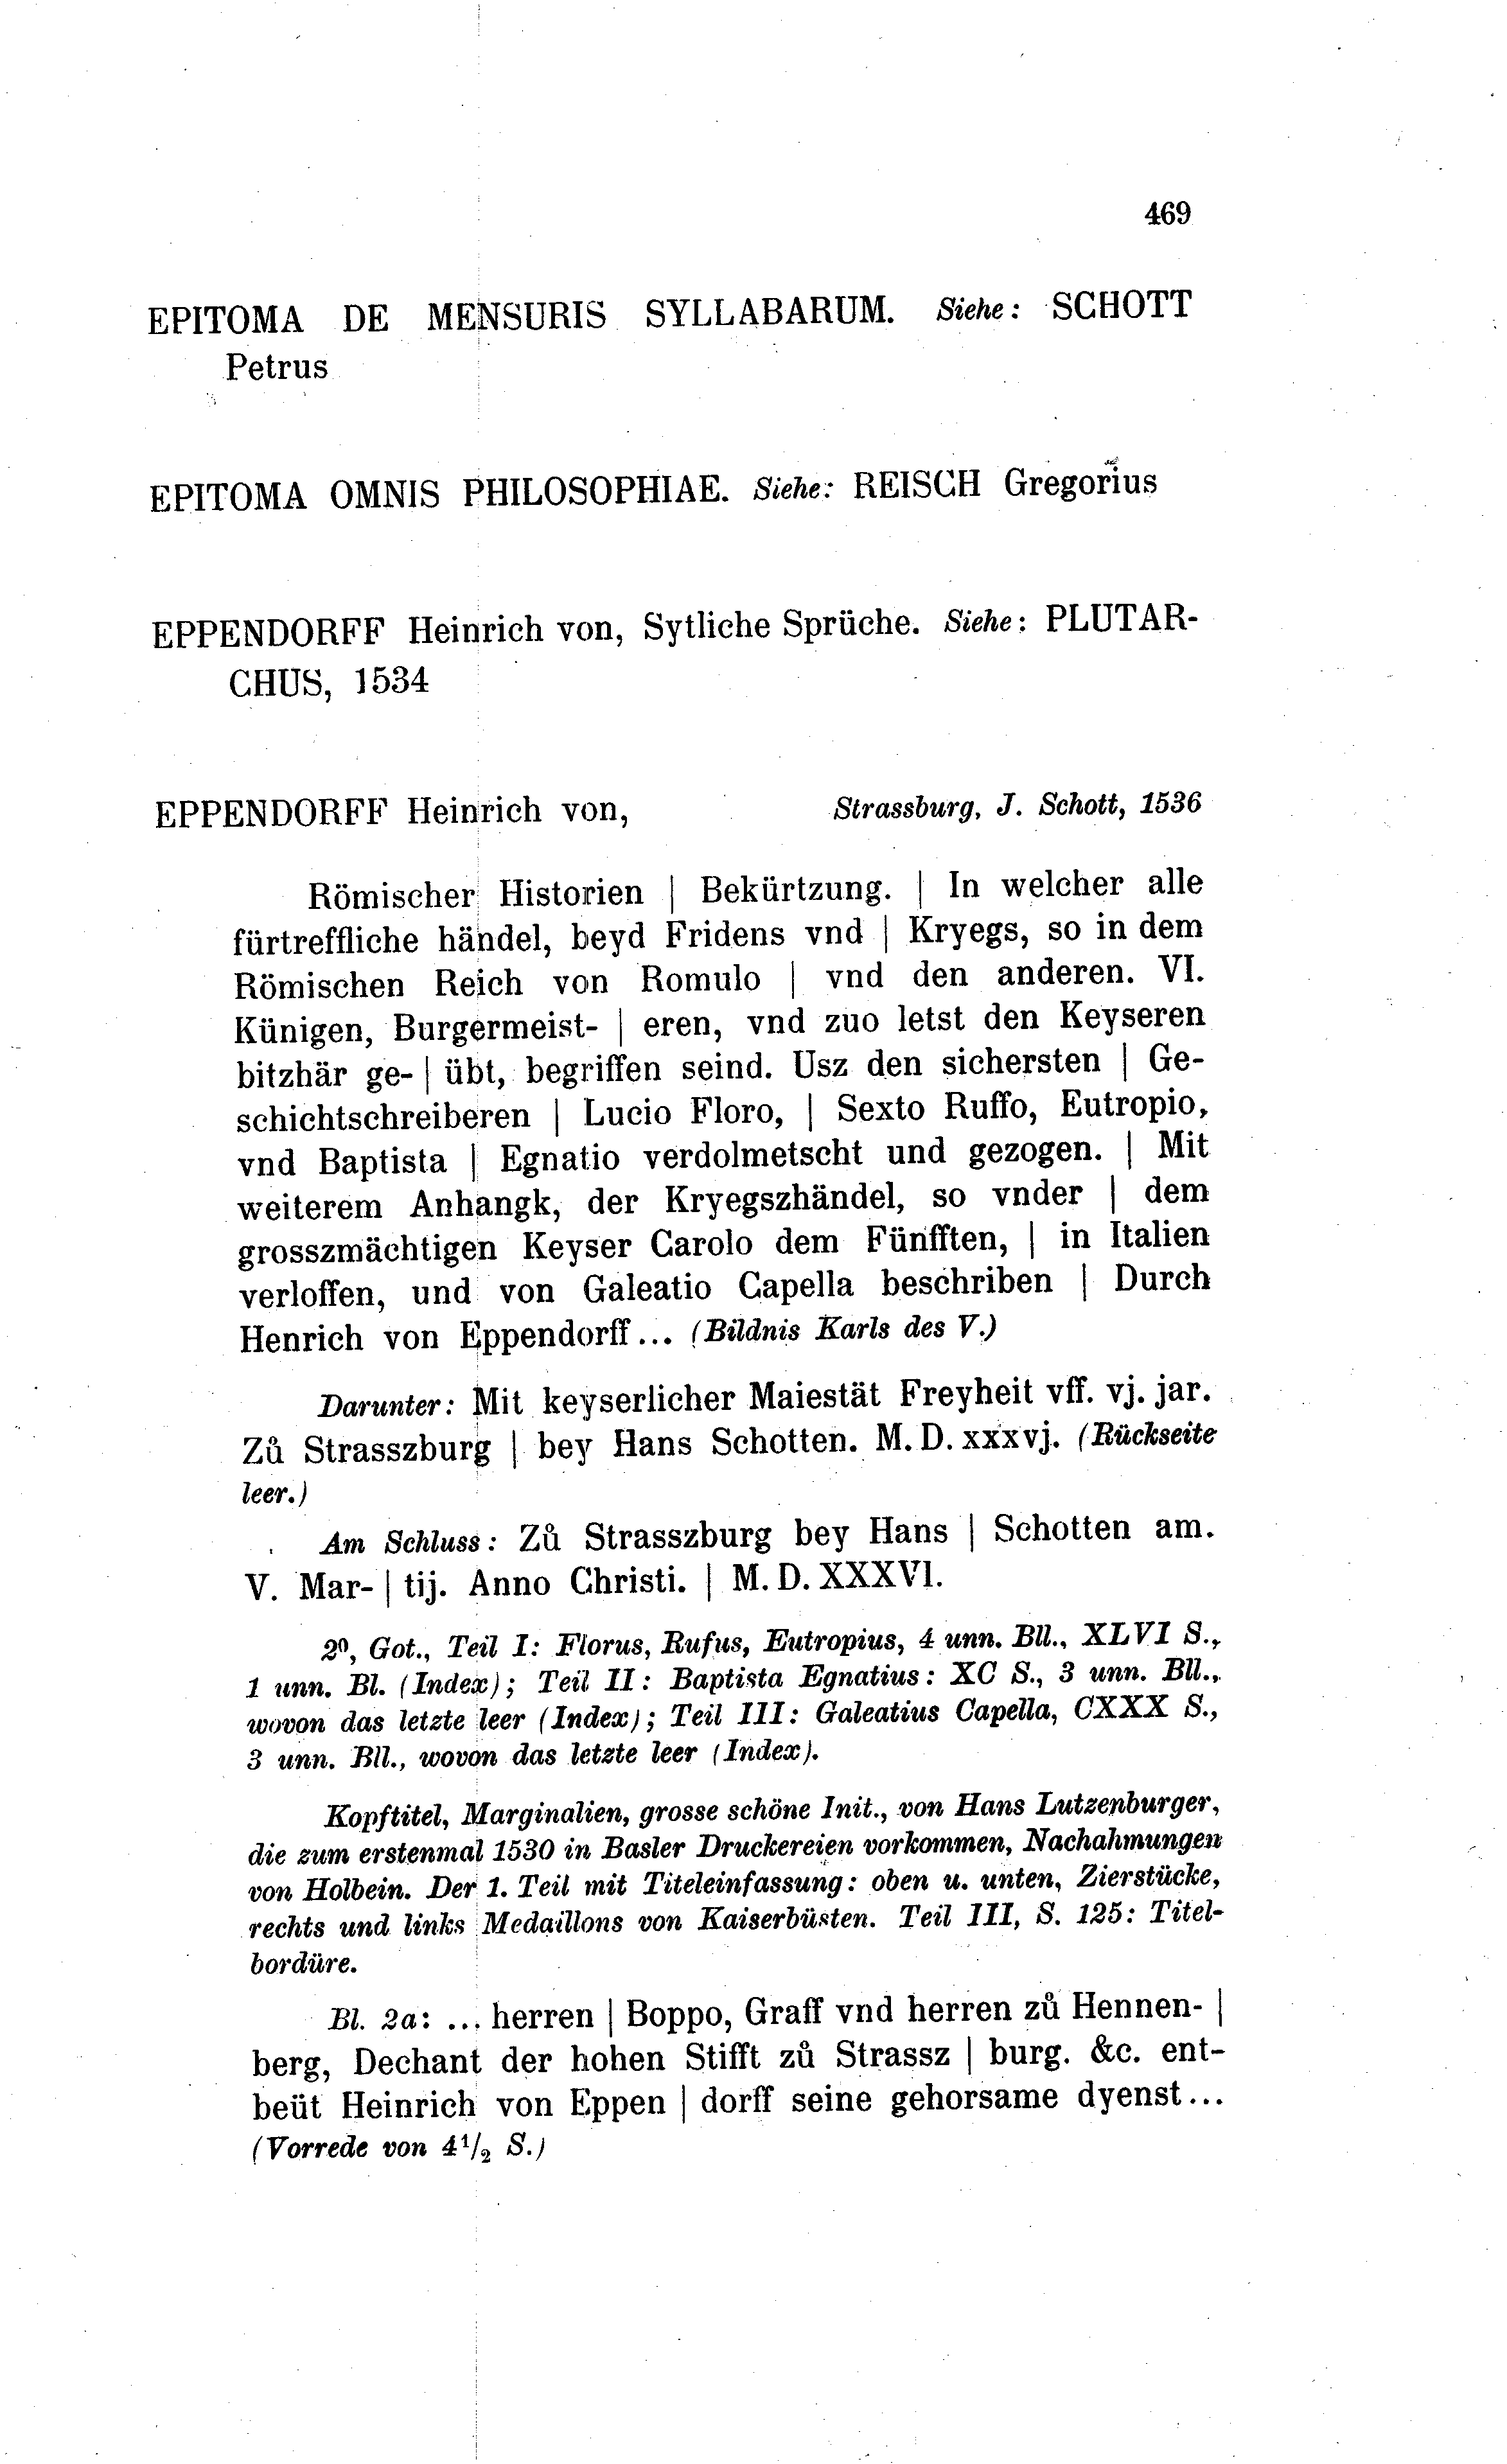 469
EPITOMA DE MENSURIS SYLLABARUM. Siehe: SCHOTT
Petrus
EPITOMA OMNIS PHILOSOPHIAE. Siehe: REISCH Gregorius
EPPENDORFF Heinrich von, Sytliche Sprüche. Siehe: PLUTAR-
CHUS, 1534
EPPENDORFF Heinrich von, Strassburg, J. Schott, 1536
Römischer Historien | Bekürtzung. | In welcher alle
fürtreffliche händel, beyd Fridens vnd | Kryegs, so in dem
Römischen Reich von Romulo | vnd den anderen. VI.
Künigen, Burgermeist- | eren, vnd zuo letst den Keyseren
bitzhär ge- | übt, begriffen seind. Usz den sichersten | Ge-
schichtschreiberen | Lucio Floro, | Sexto Ruffo, Eutropio,
vnd Baptista | Egnatio verdolmetscht und gezogen. | Mit
weiterem Anhangk, der Kryegszhändel, so vnder | dem
grosszmächtigen Keyser Carolo dem Fünfften, | in Italien
verloffen, und von Galeatio Capella beschriben | Durch
Henrich von Eppendorff... (Bildnis Karls des V.)
Darunter: Mit keyserlicher Maiestät Freyheit vff. vj. jar.
Zů Strasszburg | bey Hans Schotten. M. D. xxxvj. (Rückseite
leer.)
Am Schluss: Zů Strasszburg bey Hans | Schotten am.
V. Mar- | tij. Anno Christi. | M. D. XXXVI.
2⁰, Got., Teil I: Florus, Rufus, Eutropius, 4 unn. Bll., XLVI S.,
1 unn. Bl. (Index); Teil II: Baptista Egnatius: XC S., 3 unn. Bll.,
wovon das letzte leer (Index); Teil III: Galeatius Capella, CXXX S.,
3 unn. Bll., wovon das letzte leer (Index).
Kopftitel, Marginalien, grosse schöne Init., von Hans Lutzenburger,
die zum erstenmal 1530 in Basler Druckereien vorkommen, Nachahmungen
von Holbein. Der 1. Teil mit Titeleinfassung: oben u. unten, Zierstücke,
rechts und links Medaillons von Kaiserbüsten. Teil III, S. 125: Titel-
bordüre.
Bl. 2a: ... herren | Boppo, Graff vnd herren zů Hennen- |
berg, Dechant der hohen Stifft zů Strassz | burg. &c. ent-
beüt Heinrich von Eppen | dorff seine gehorsame dyenst...
(Vorrede von 4¹/₂ S.)